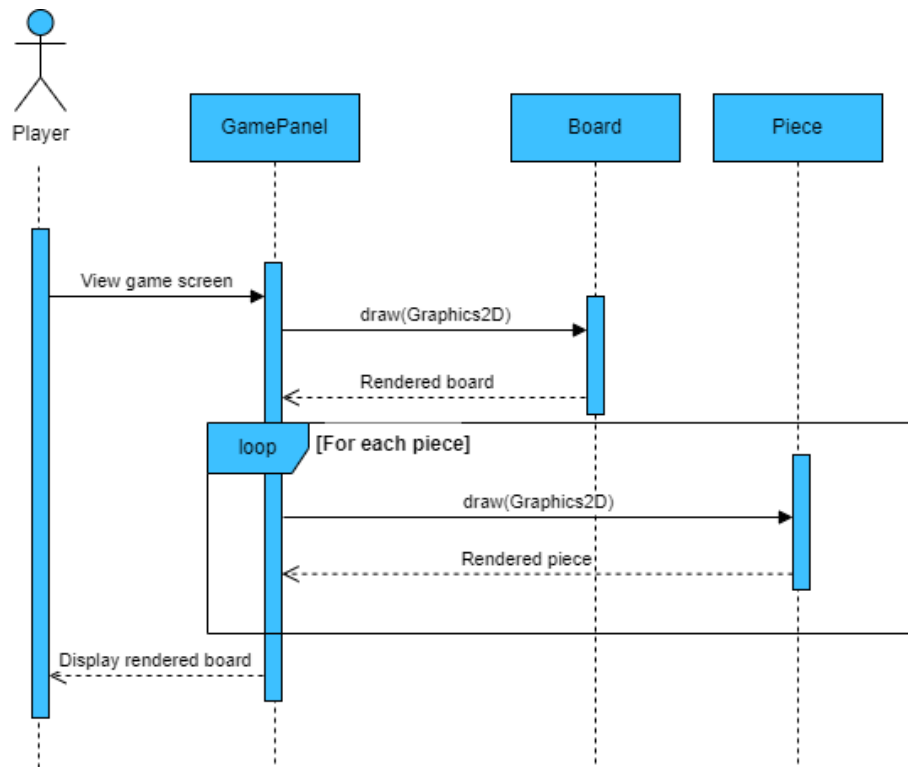 Player
GamePanel
Board
Piece
View game screen
draw(Graphics2D)
Rendered board
loop
[For each piece]
draw(Graphics2D)
Rendered piece
Display rendered board